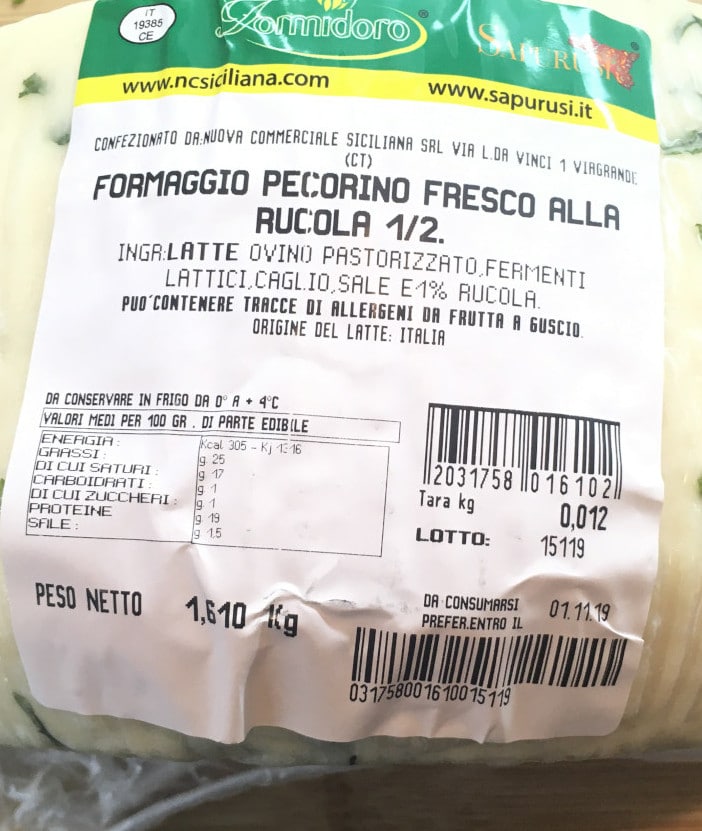 IT
19385
CE
Formidoro®
SAPURUSI®
www.ncsiciliana.com
www.sapurusi.it
CONFEZIONATO DA:NUOVA COMMERCIALE SICILIANA SRL VIA L.DA VINCI 1 VIAGRANDE
(CT)
FORMAGGIO PECORINO FRESCO ALLA
RUCOLA 1/2.
INGR:LATTE OVINO PASTORIZZATO,FERMENTI
LATTICI,CAGLIO,SALE E1% RUCOLA.
PUO´CONTENERE TRACCE DI ALLERGENI DA FRUTTA A GUSCIO.
ORIGINE DEL LATTE: ITALIA
DA CONSERVARE IN FRIGO DA 0° A + 4°C
VALORI MEDI PER 100 GR . DI PARTE EDIBILE
ENERGIA : Kcal 305 - Kj 1316
GRASSI : g 25
DI CUI SATURI : g 17
CARBOIDRATI : g 1
DI CUI ZUCCHERI : g 1
PROTEINE g 19
SALE : g 1.5
2031758 016102
Tara kg 0,012
LOTTO: 15119
PESO NETTO 1,610 Kg
DA CONSUMARSI
PREFER.ENTRO IL 01.11.19
031758001610015119